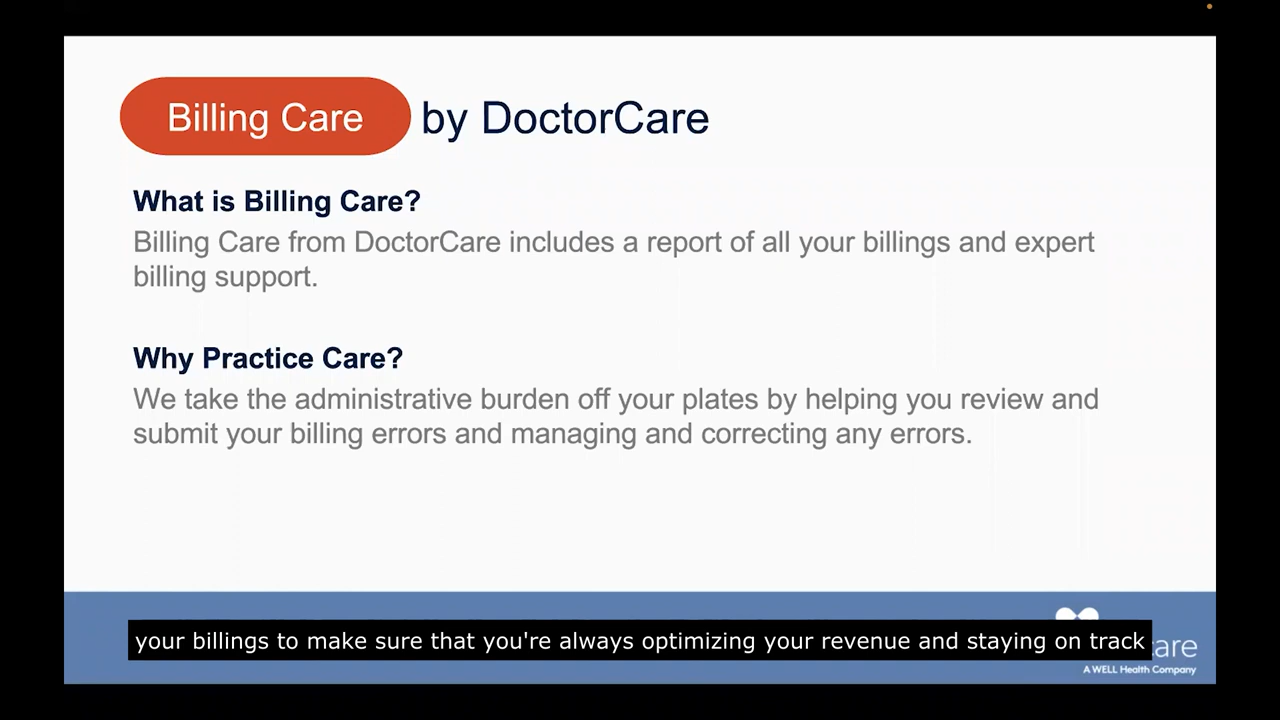 Billing Care by DoctorCare
What is Billing Care?
Billing Care from DoctorCare includes a report of all your billings and expert
billing support.
Why Practice Care?
We take the administrative burden off your plates by helping you review and
submit your billing errors and managing and correcting any errors.
your billings to make sure that you're always optimizing your revenue and staying on track
care
A WELL Health Company